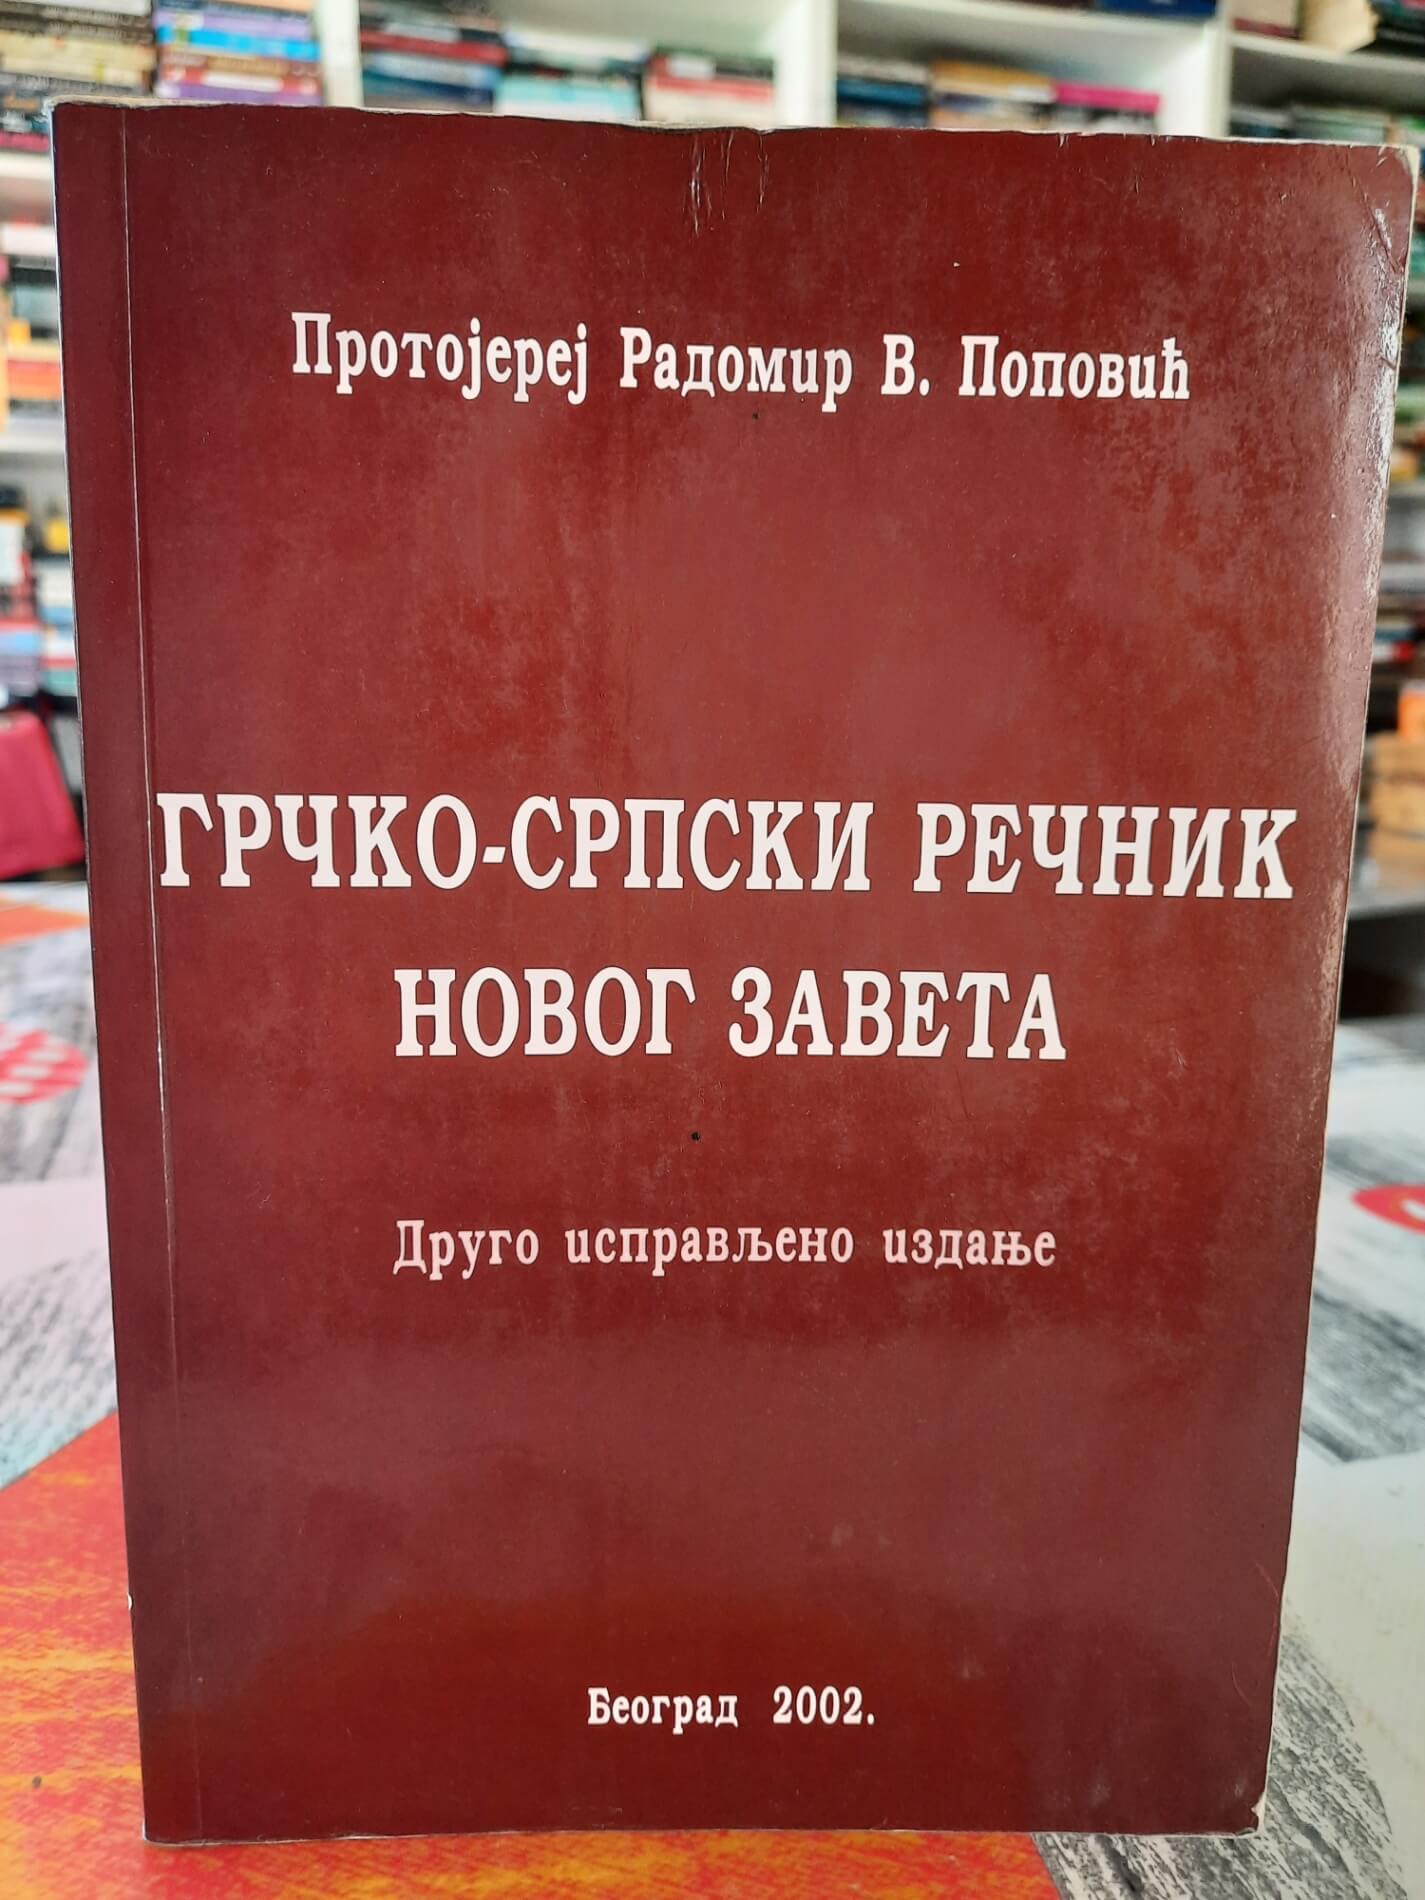 Протојереј Радомир В. Поповић
ГРЧКО-СРПСКИ РЕЧНИК
НОВОГ ЗАВЕТА
Друго исправљено издање
Београд 2002.